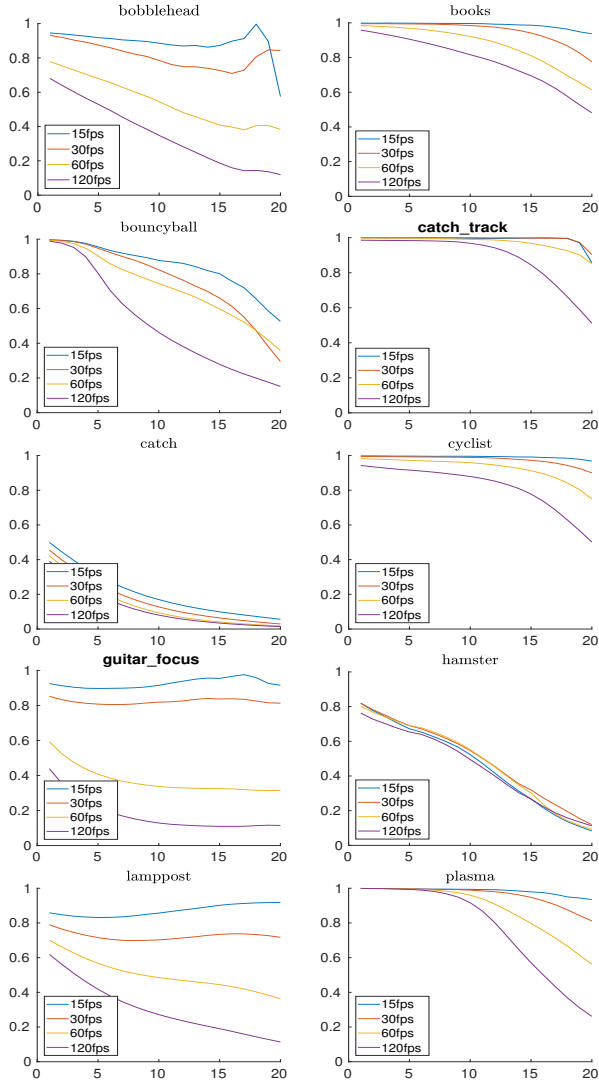 bobblehead
1
0.8
0.6
0.4
0.2
0
0 5 10 15 20
15fps
30fps
60fps
120fps
books
1
0.8
0.6
0.4
0.2
0
0 5 10 15 20
15fps
30fps
60fps
120fps
bouncyball
1
0.8
0.6
0.4
0.2
0
0 5 10 15 20
15fps
30fps
60fps
120fps
catch_track
1
0.8
0.6
0.4
0.2
0
0 5 10 15 20
15fps
30fps
60fps
120fps
catch
1
0.8
0.6
0.4
0.2
0
0 5 10 15 20
15fps
30fps
60fps
120fps
cyclist
1
0.8
0.6
0.4
0.2
0
0 5 10 15 20
15fps
30fps
60fps
120fps
guitar_focus
1
0.8
0.6
0.4
0.2
0
0 5 10 15 20
15fps
30fps
60fps
120fps
hamster
1
0.8
0.6
0.4
0.2
0
0 5 10 15 20
15fps
30fps
60fps
120fps
lamppost
1
0.8
0.6
0.4
0.2
0
0 5 10 15 20
15fps
30fps
60fps
120fps
plasma
1
0.8
0.6
0.4
0.2
0
0 5 10 15 20
15fps
30fps
60fps
120fps